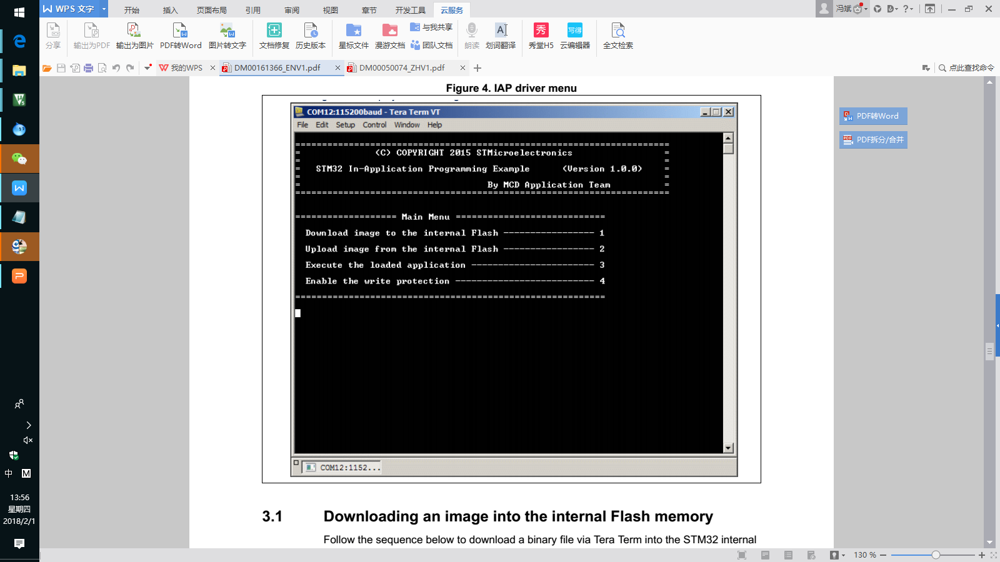 WPS 文字
开始 插入 页面布局 引用 审阅 视图 章节 开发工具 云服务
冯斌
分享 输出为PDF 输出为图片 PDF转Word 图片转文字 文档修复 历史版本 星标文件 漫游文档 与我共享 团队文档 朗读 划词翻译 秀堂H5 云编辑器 全文检索
我的WPS DM00161366_ENV1.pdf DM00050074_ZHV1.pdf 点此查找命令
Figure 4. IAP driver menu
COM12:115200baud - Tera Term VT
File Edit Setup Control Window Help
======================================================================
= (C) COPYRIGHT 2015 STMicroelectronics =
= =
= STM32 In-Application Programming Example (Version 1.0.0) =
= =
= By MCD Application Team =
======================================================================
=================== Main Menu ============================
Download image to the internal Flash ----------------- 1
Upload image from the internal Flash ----------------- 2
Execute the loaded application ----------------------- 3
Enable the write protection -------------------------- 4
==========================================================
COM12:1152...
3.1 Downloading an image into the internal Flash memory
Follow the sequence below to download a binary file via Tera Term into the STM32 internal
PDF转Word
PDF拆分/合并
中 M
13:56
星期四
2018/2/1
130 %